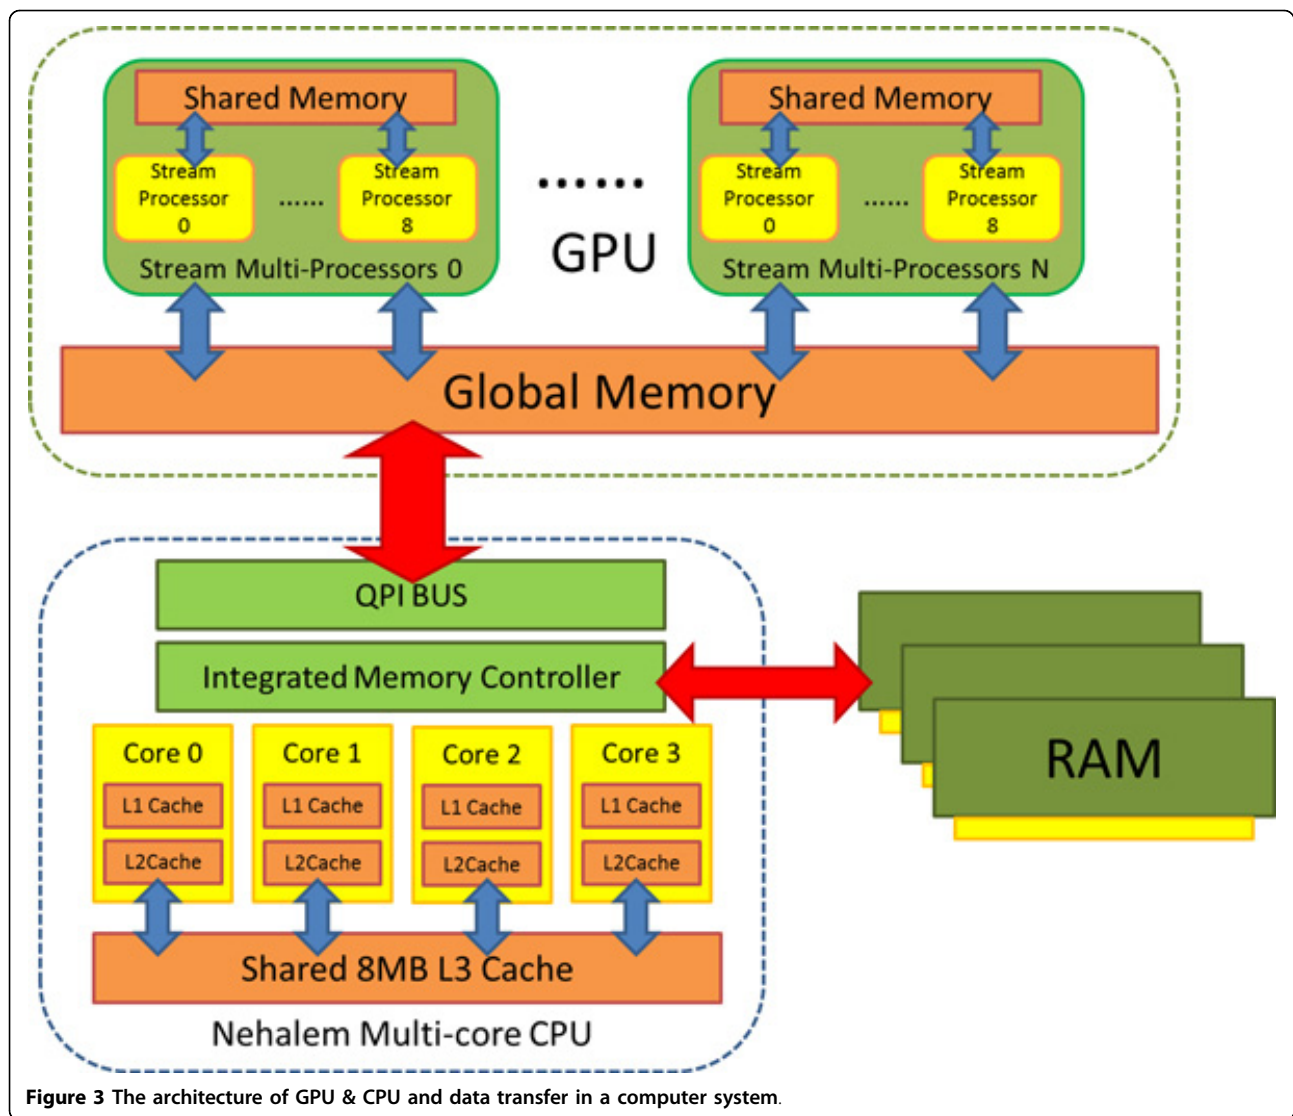 Shared Memory
Shared Memory
Stream
Processor
0
......
Stream
Processor
8
Stream
Processor
0
......
Stream
Processor
8
Stream Multi-Processors 0
......
GPU
Stream Multi-Processors N
Global Memory
QPI BUS
Integrated Memory Controller
RAM
Core 0
Core 1
Core 2
Core 3
L1 Cache
L1 Cache
L1 Cache
L1 Cache
L2Cache
L2Cache
L2Cache
L2Cache
Shared 8MB L3 Cache
Nehalem Multi-core CPU
Figure 3 The architecture of GPU & CPU and data transfer in a computer system.